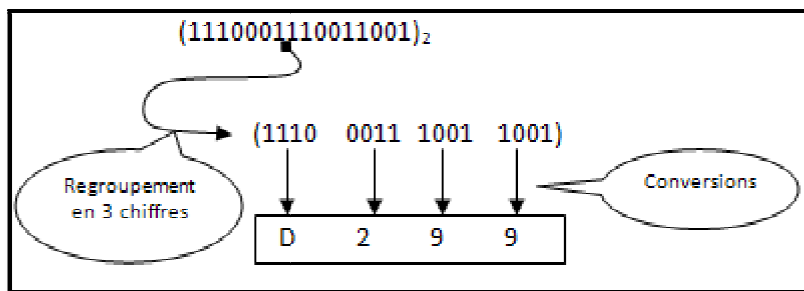 (1110001110011001)₂
(1110 0011 1001 1001)
Regroupement
en 3 chiffres
Conversions
D 2 9 9